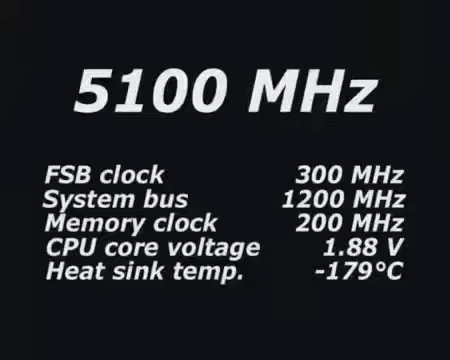 5100 MHz
FSB clock 300 MHz
System bus 1200 MHz
Memory clock 200 MHz
CPU core voltage 1.88 V
Heat sink temp. -179°C